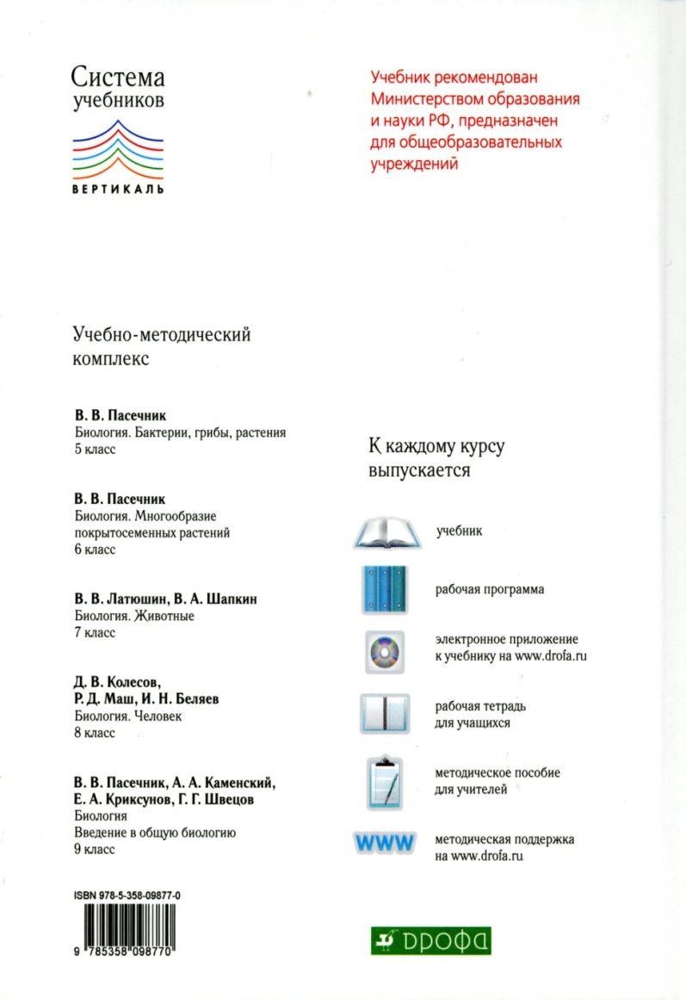 Система
учебников
ВЕРТИКАЛЬ
Учебник рекомендован
Министерством образования
и науки РФ, предназначен
для общеобразовательных
учреждений
Учебно-методический
комплекс
В. В. Пасечник
Биология. Бактерии, грибы, растения
5 класс
В. В. Пасечник
Биология. Многообразие
покрытосеменных растений
6 класс
В. В. Латюшин, В. А. Шапкин
Биология. Животные
7 класс
Д. В. Колесов,
Р. Д. Маш, И. Н. Беляев
Биология. Человек
8 класс
В. В. Пасечник, А. А. Каменский,
Е. А. Криксунов, Г. Г. Швецов
Биология
Введение в общую биологию
9 класс
К каждому курсу
выпускается
учебник
рабочая программа
электронное приложение
к учебнику на www.drofa.ru
рабочая тетрадь
для учащихся
методическое пособие
для учителей
www
методическая поддержка
на www.drofa.ru
ISBN 978-5-358-09877-0
9 785358 098770
дрофа